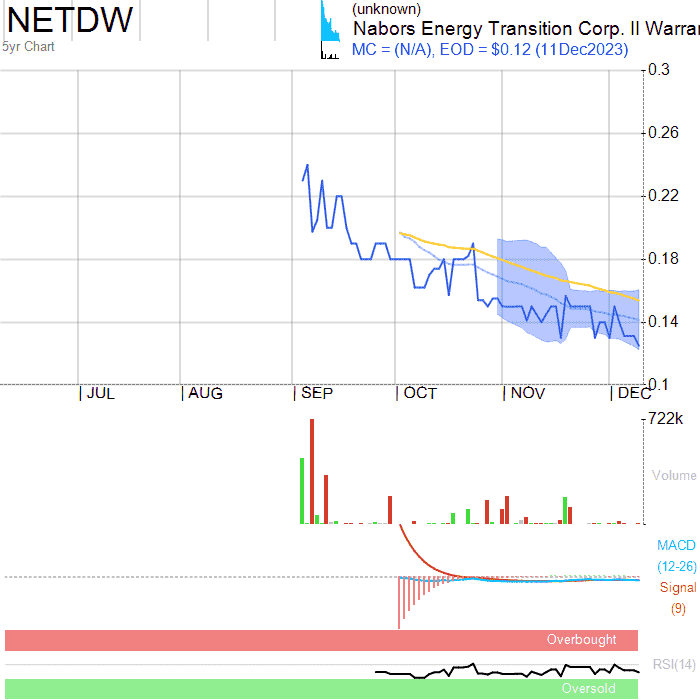 NETDW
5yr Chart
(unknown)
Nabors Energy Transition Corp. II Warra
MC = (N/A), EOD = $0.12 (11Dec2023)
0.3
0.26
0.22
0.18
0.14
0.1
JUL AUG SEP OCT NOV DEC
722k
Volume
MACD
(12-26)
Signal
(9)
Overbought
RSI(14)
Oversold